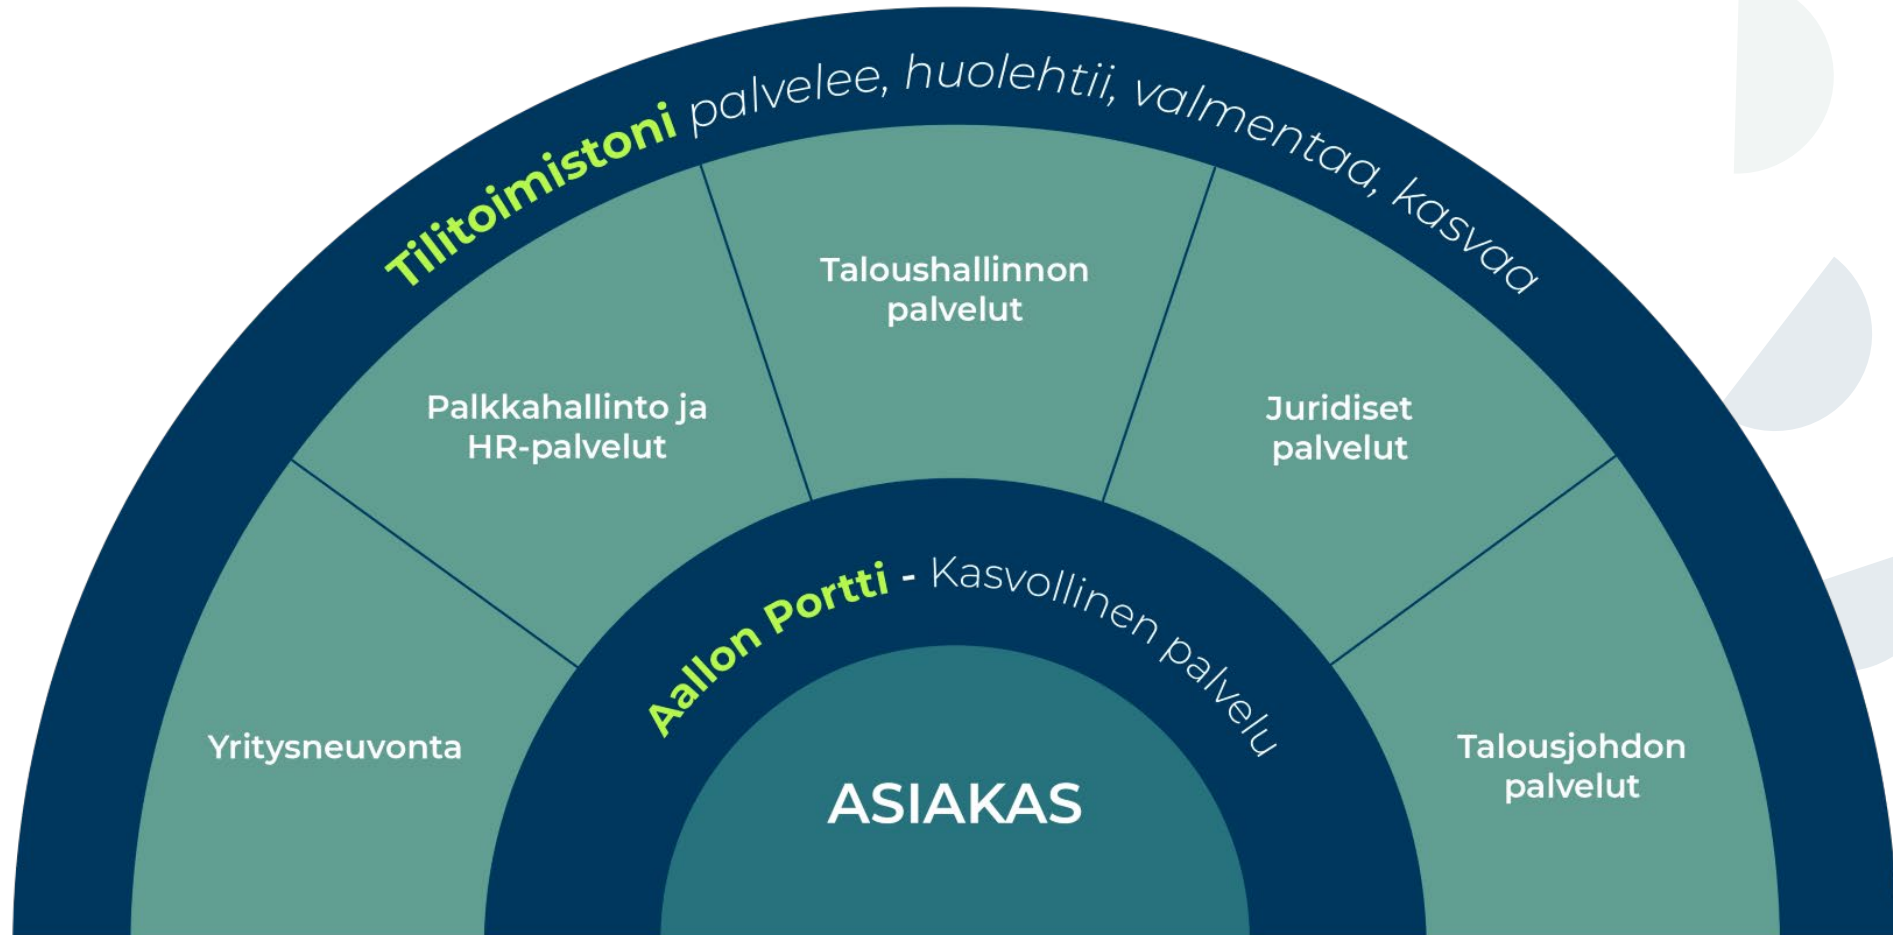 Tilitoimistoni palvelee, huolehtii, valmentaa, kasvaa
Taloushallinnon
palvelut
Palkkahallinto ja
HR-palvelut
Juridiset
palvelut
Yritysneuvonta
Talousjohdon
palvelut
Aallon Portti - Kasvollinen palvelu
ASIAKAS